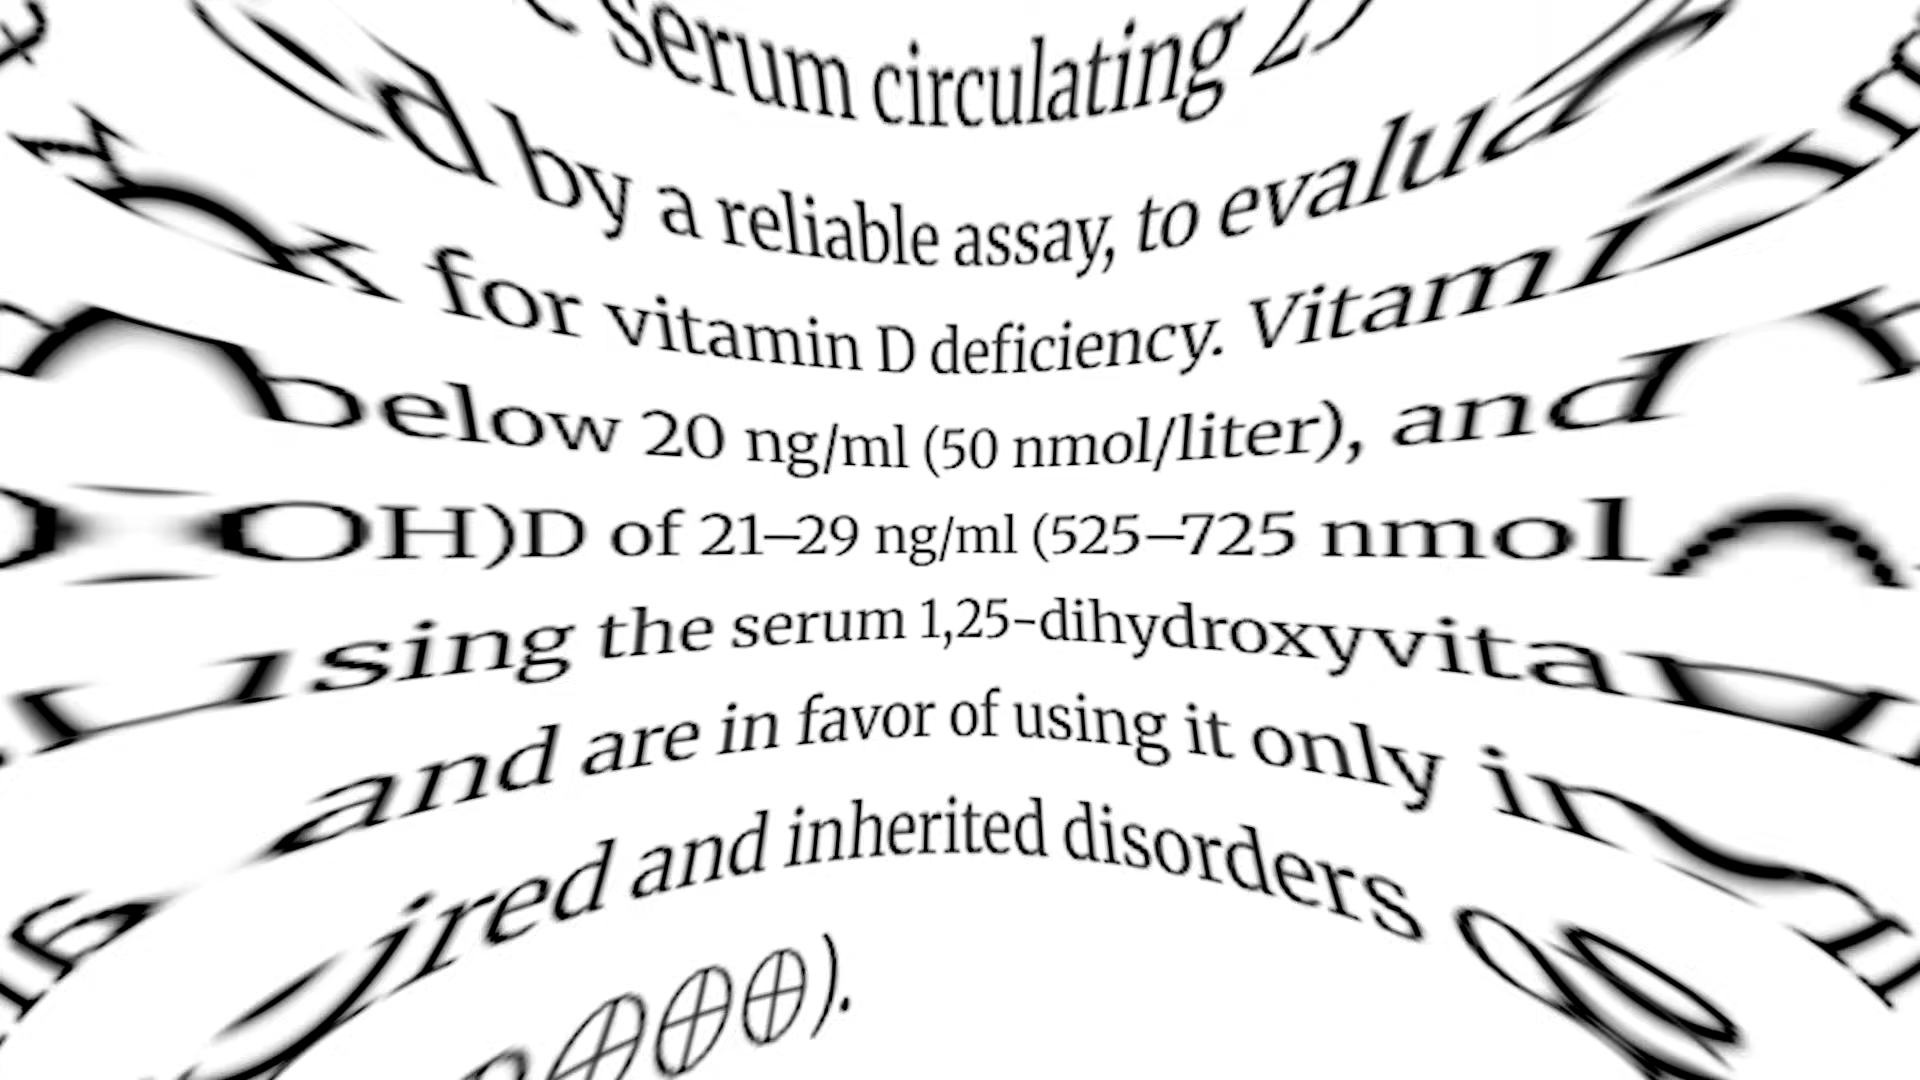 serum circulating
by a reliable assay, to
for vitamin D deficiency. Vitam
below 20 ng/ml (50 nmol/liter), and
OH)D of 21–29 ng/ml (525–725 nmol
using the serum 1,25-dihydroxyvita
and are in favor of using it only in
ired and inherited disorders
⊕⊕⊕).